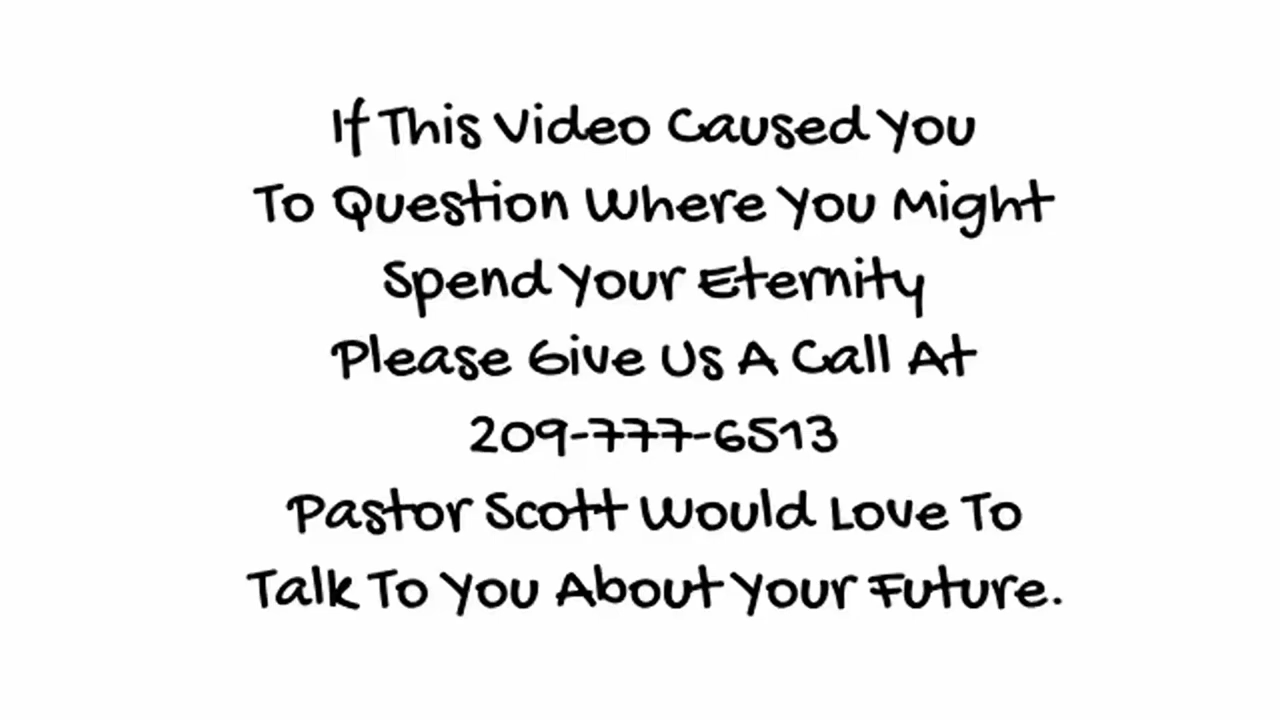 If This Video Caused You
To Question Where You Might
Spend Your Eternity
Please Give Us A Call At
209-777-6513
Pastor Scott Would Love To
Talk To You About Your Future.